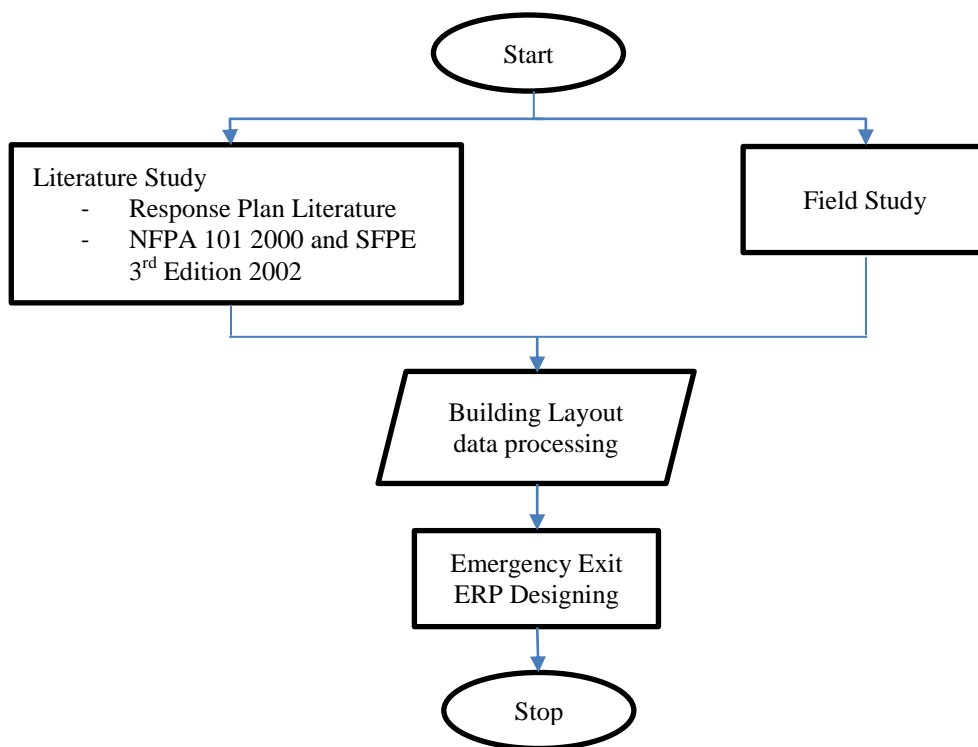 Start
Literature Study
- Response Plan Literature
- NFPA 101 2000 and SFPE
3rd Edition 2002
Field Study
Building Layout
data processing
Emergency Exit
ERP Designing
Stop